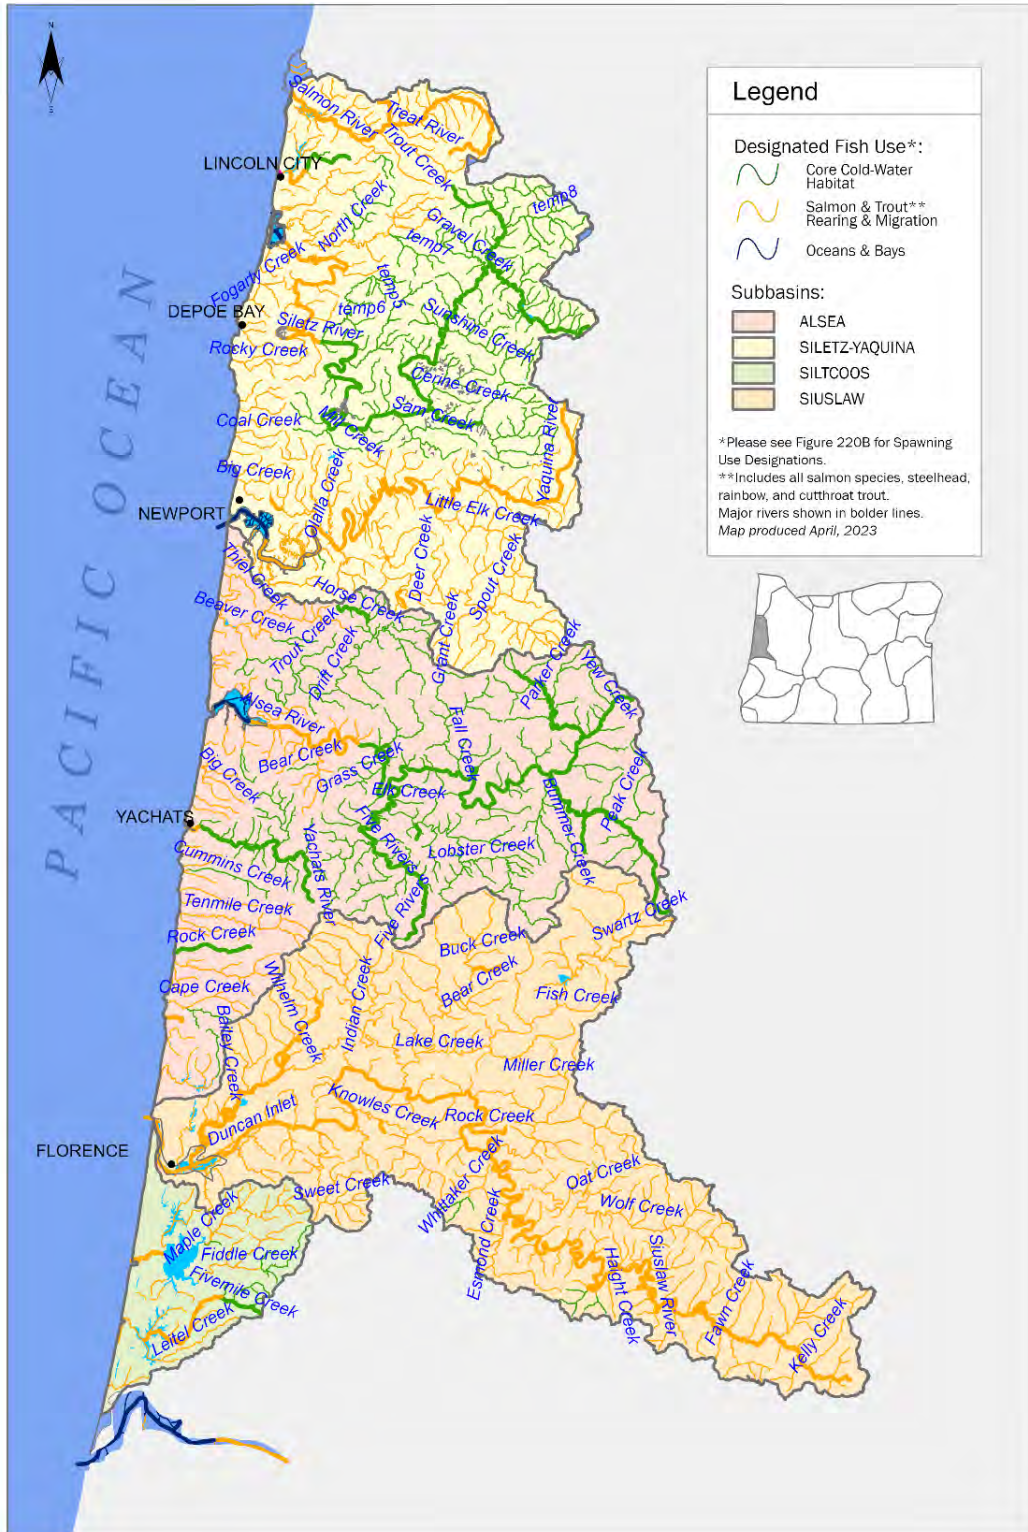 N
S
Legend
Designated Fish Use*:
Core Cold-Water
Habitat
Salmon & Trout**
Rearing & Migration
Oceans & Bays
Subbasins:
ALSEA
SILETZ-YAQUINA
SILTCOOS
SIUSLAW
*Please see Figure 220B for Spawning
Use Designations.
**Includes all salmon species, steelhead,
rainbow, and cutthroat trout.
Major rivers shown in bolder lines.
Map produced April, 2023
PACIFIC OCEAN
Salmon River
Treat River
Trout Creek
LINCOLN CITY
temp8
North Creek
Gravel Creek
temp7
Fogarty Creek
temp5
temp6
DEPOE BAY
Siletz River
Sunshine Creek
Rocky Creek
Cerine Creek
Sam Creek
Mill Creek
Coal Creek
Yaquina River
Big Creek
Olalla Creek
Little Elk Creek
NEWPORT
Thiel Creek
Deer Creek
Spout Creek
Horse Creek
Beaver Creek
Trout Creek
Drift Creek
Grant Creek
Parker Creek
Yew Creek
Alsea River
Fall Creek
Bear Creek
Grass Creek
Big Creek
Elk Creek
Peak Creek
Bummer Creek
YACHATS
Five Rivers
Yachats River
Lobster Creek
Cummins Creek
Five Rivers
Tenmile Creek
Swartz Creek
Rock Creek
Buck Creek
Bear Creek
Cape Creek
Wilhelm Creek
Indian Creek
Fish Creek
Bailey Creek
Lake Creek
Miller Creek
Knowles Creek
Rock Creek
Duncan Inlet
FLORENCE
Whittaker Creek
Oat Creek
Sweet Creek
Wolf Creek
Maple Creek
Esmond Creek
Fiddle Creek
Siuslaw River
Haight Creek
Fivemile Creek
Fawn Creek
Leitel Creek
Kelly Creek